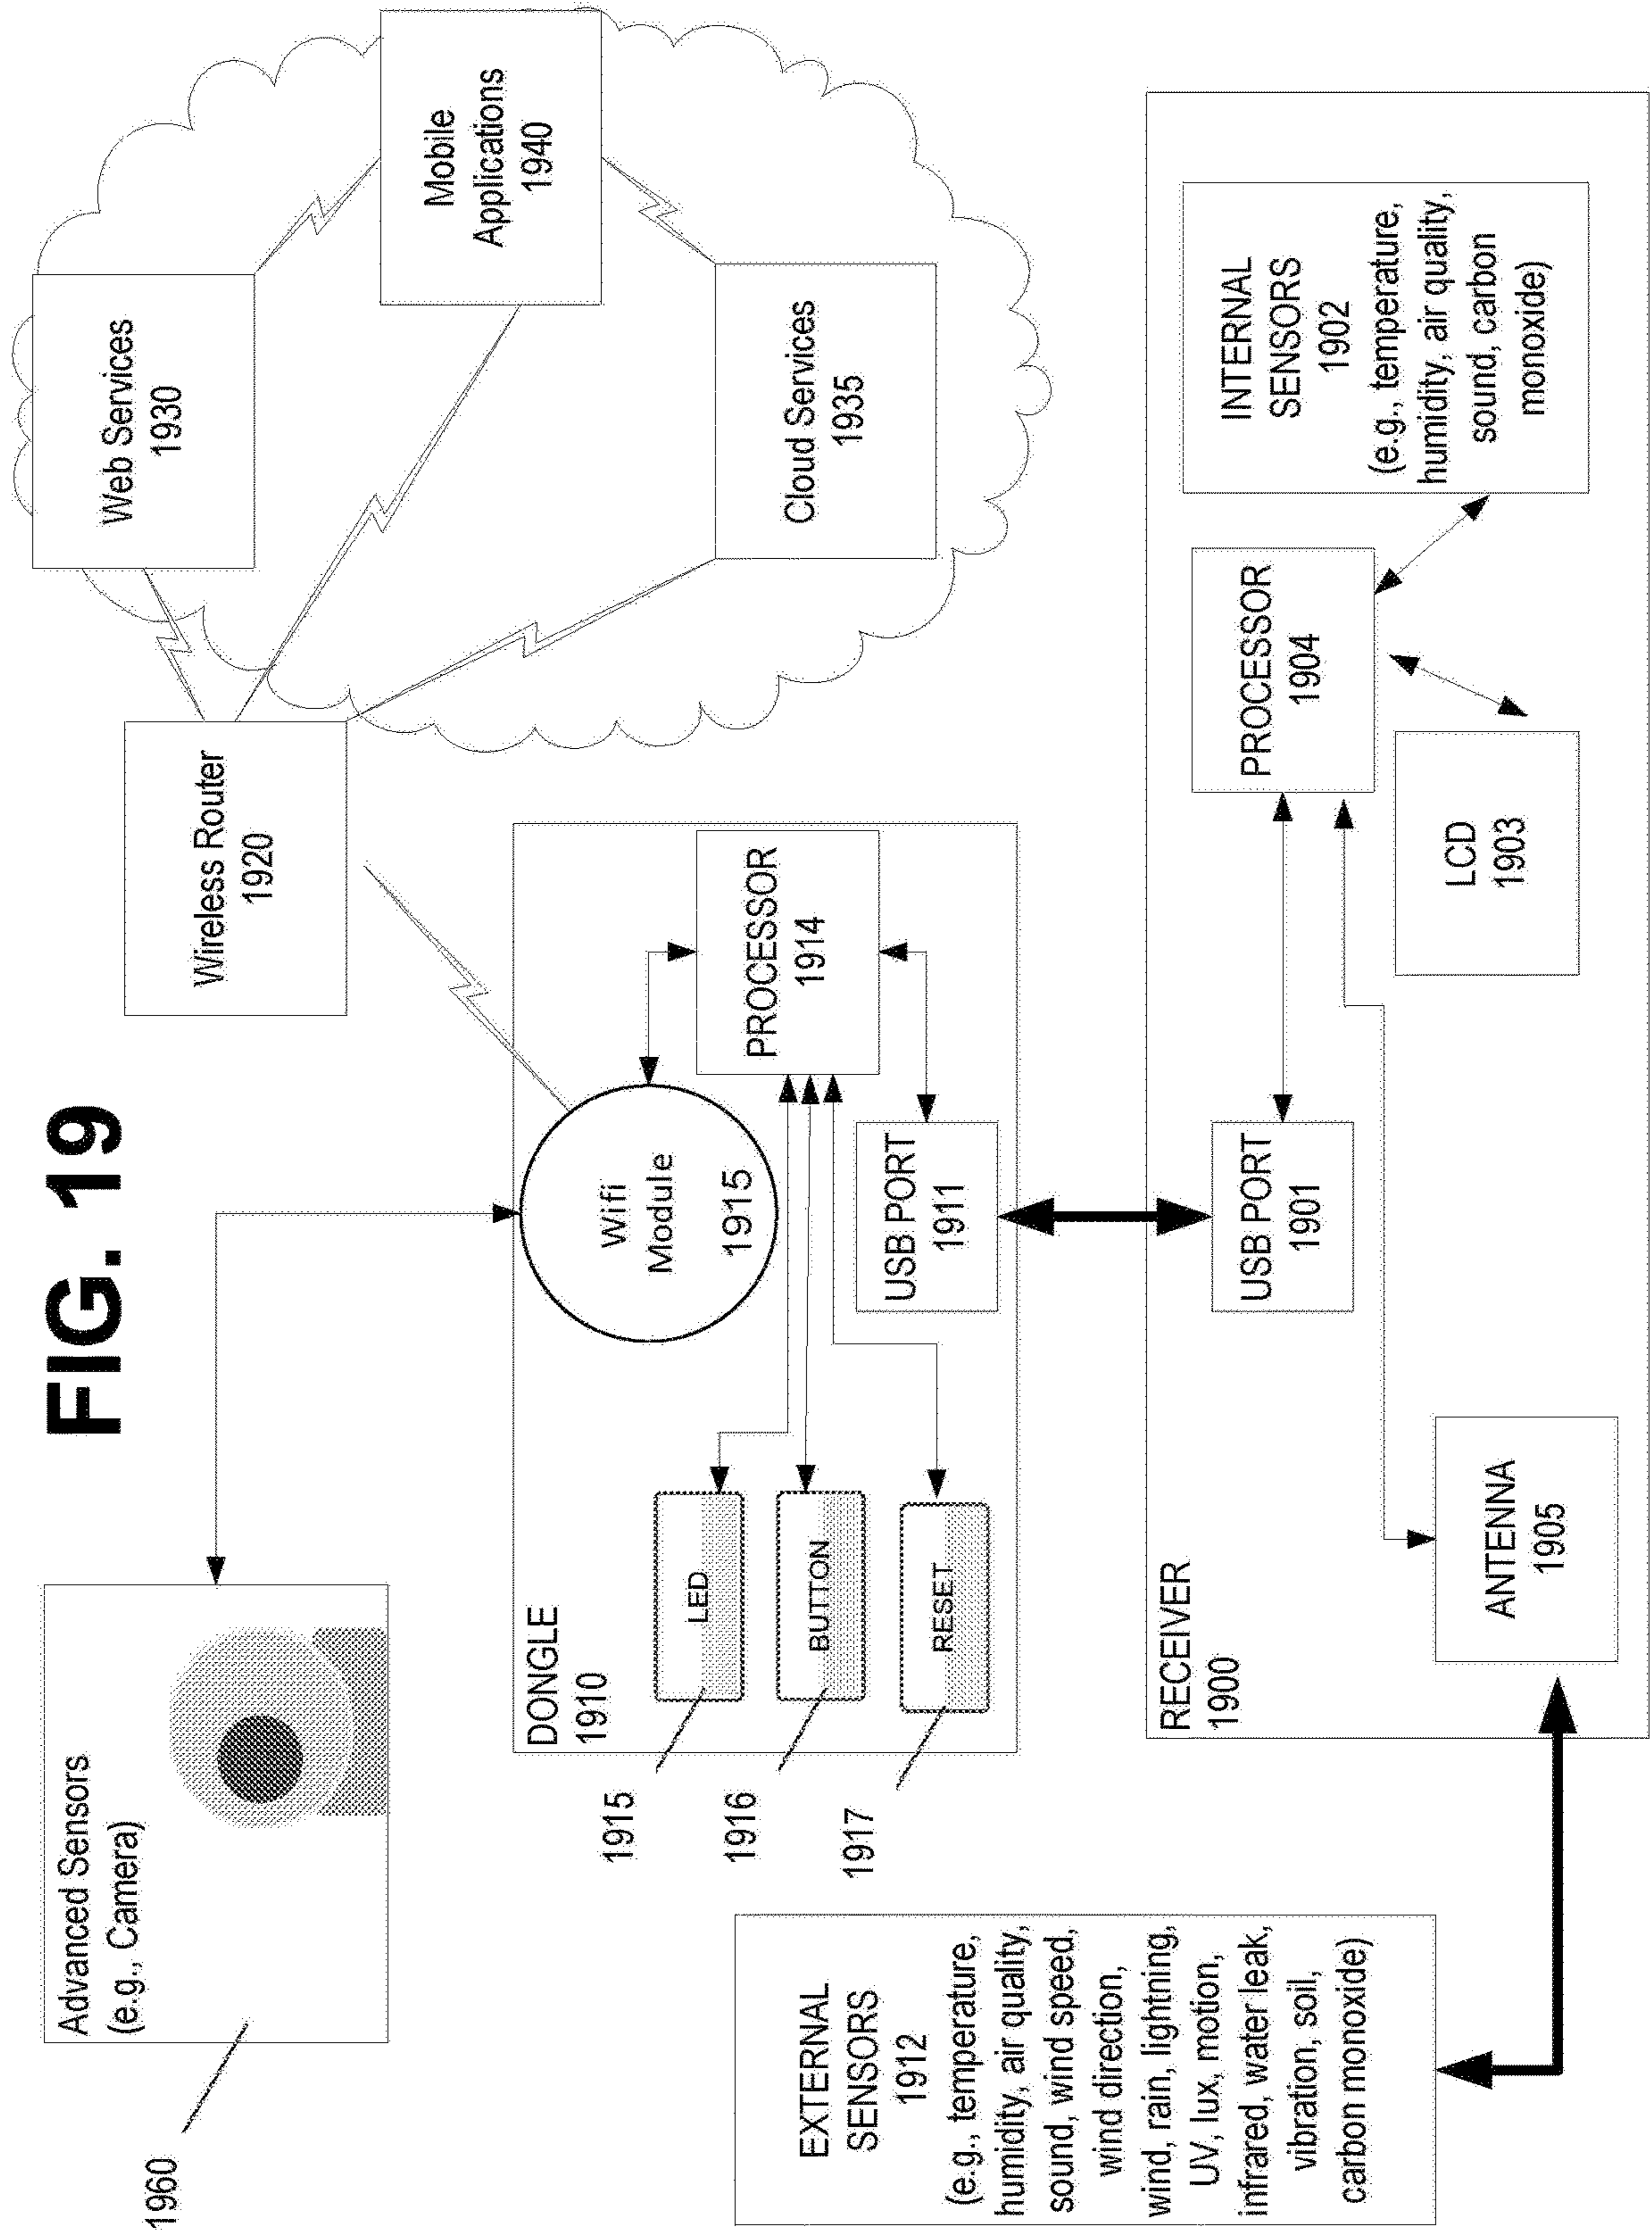 FIG. 19
1960
Advanced Sensors
(e.g., Camera)
Wireless Router
1920
Web Services
1930
Mobile
Applications
1940
Cloud Services
1935
DONGLE
1910
1915
LED
1916
BUTTON
1917
RESET
Wifi
Module
1915
PROCESSOR
1914
USB PORT
1911
EXTERNAL
SENSORS
1912
(e.g., temperature,
humidity, air quality,
sound, wind speed,
wind direction,
wind, rain, lightning,
UV, lux, motion,
infrared, water leak,
vibration, soil,
carbon monoxide)
RECEIVER
1900
ANTENNA
1905
USB PORT
1901
PROCESSOR
1904
LCD
1903
INTERNAL
SENSORS
1902
(e.g., temperature,
humidity, air quality,
sound, carbon
monoxide)